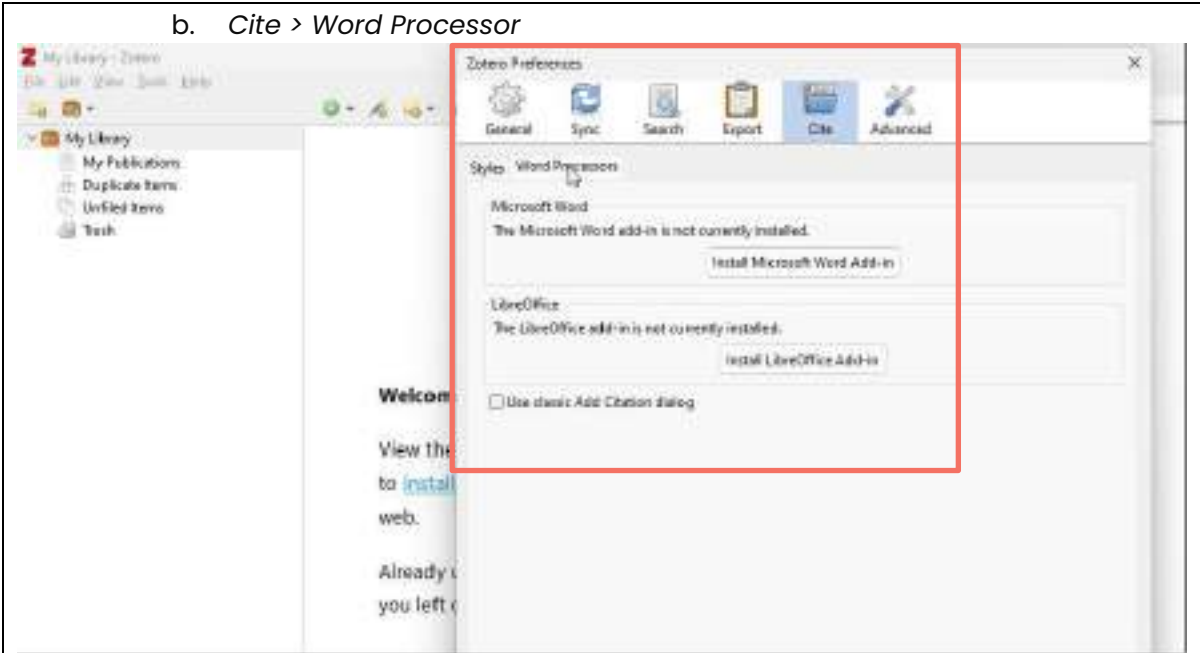 b. Cite > Word Processor
My Library - Zotero
File Edit View Tools Help
My Library
My Publications
Duplicate Items
Unfiled Items
Trash
Welcom
View the
to install
web.
Already u
you left o
Zotero Preferences
General Sync Search Export Cite Advanced
Styles Word Processors
Microsoft Word
The Microsoft Word add-in is not currently installed.
Install Microsoft Word Add-in
LibreOffice
The LibreOffice add-in is not currently installed.
Install LibreOffice Add-in
Use classic Add Citation dialog